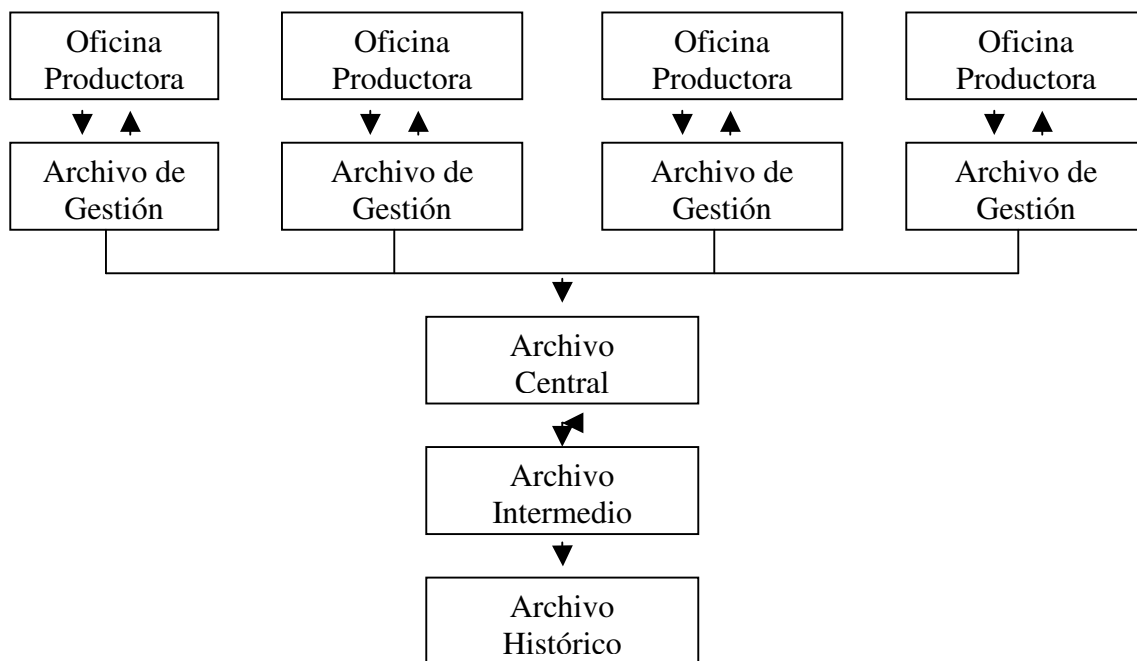 Oficina
Productora
Oficina
Productora
Oficina
Productora
Oficina
Productora
Archivo de
Gestión
Archivo de
Gestión
Archivo de
Gestión
Archivo de
Gestión
Archivo
Central
Archivo
Intermedio
Archivo
Histórico